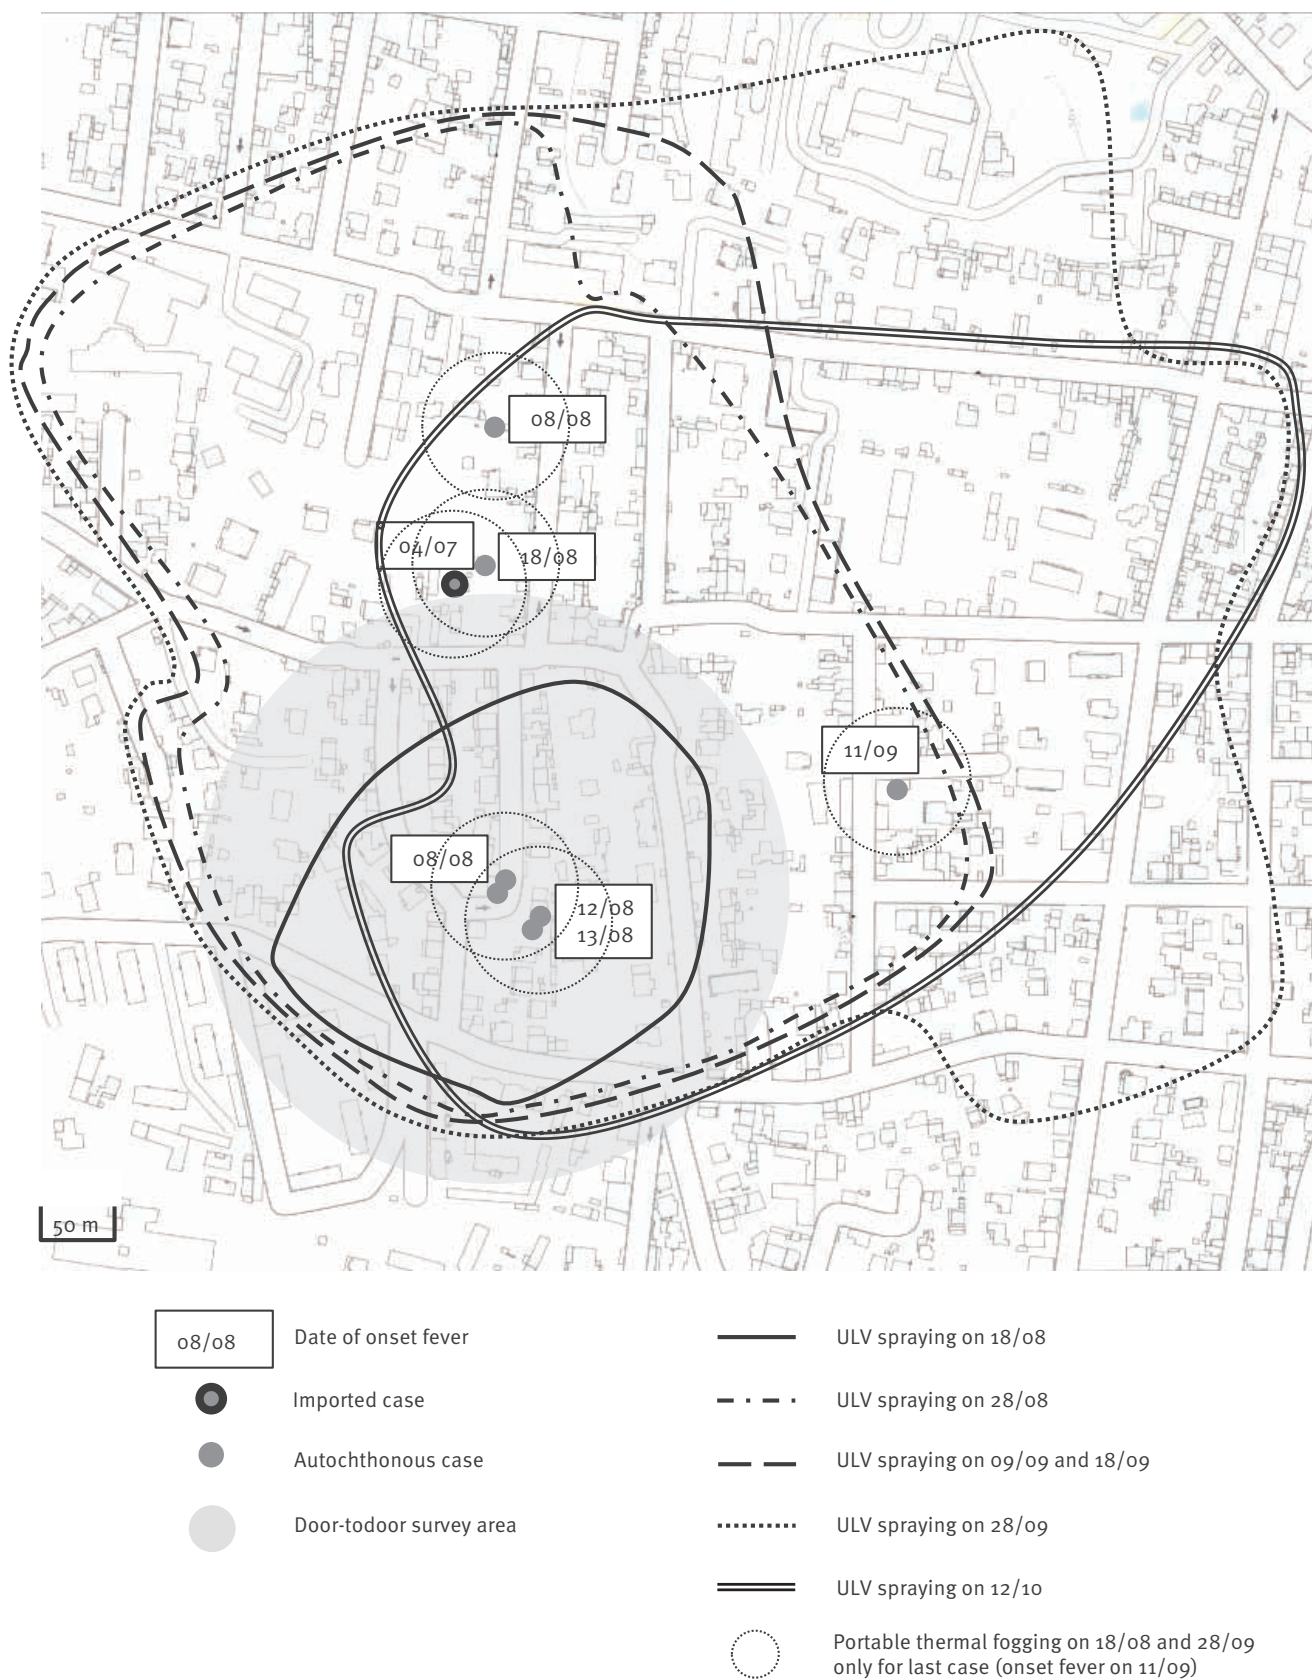 08/08
04/07
18/08
11/09
08/08
12/08
13/08
50 m
08/08
Date of onset fever
Imported case
Autochthonous case
Door-todoor survey area
ULV spraying on 18/08
ULV spraying on 28/08
ULV spraying on 09/09 and 18/09
ULV spraying on 28/09
ULV spraying on 12/10
Portable thermal fogging on 18/08 and 28/09
only for last case (onset fever on 11/09)